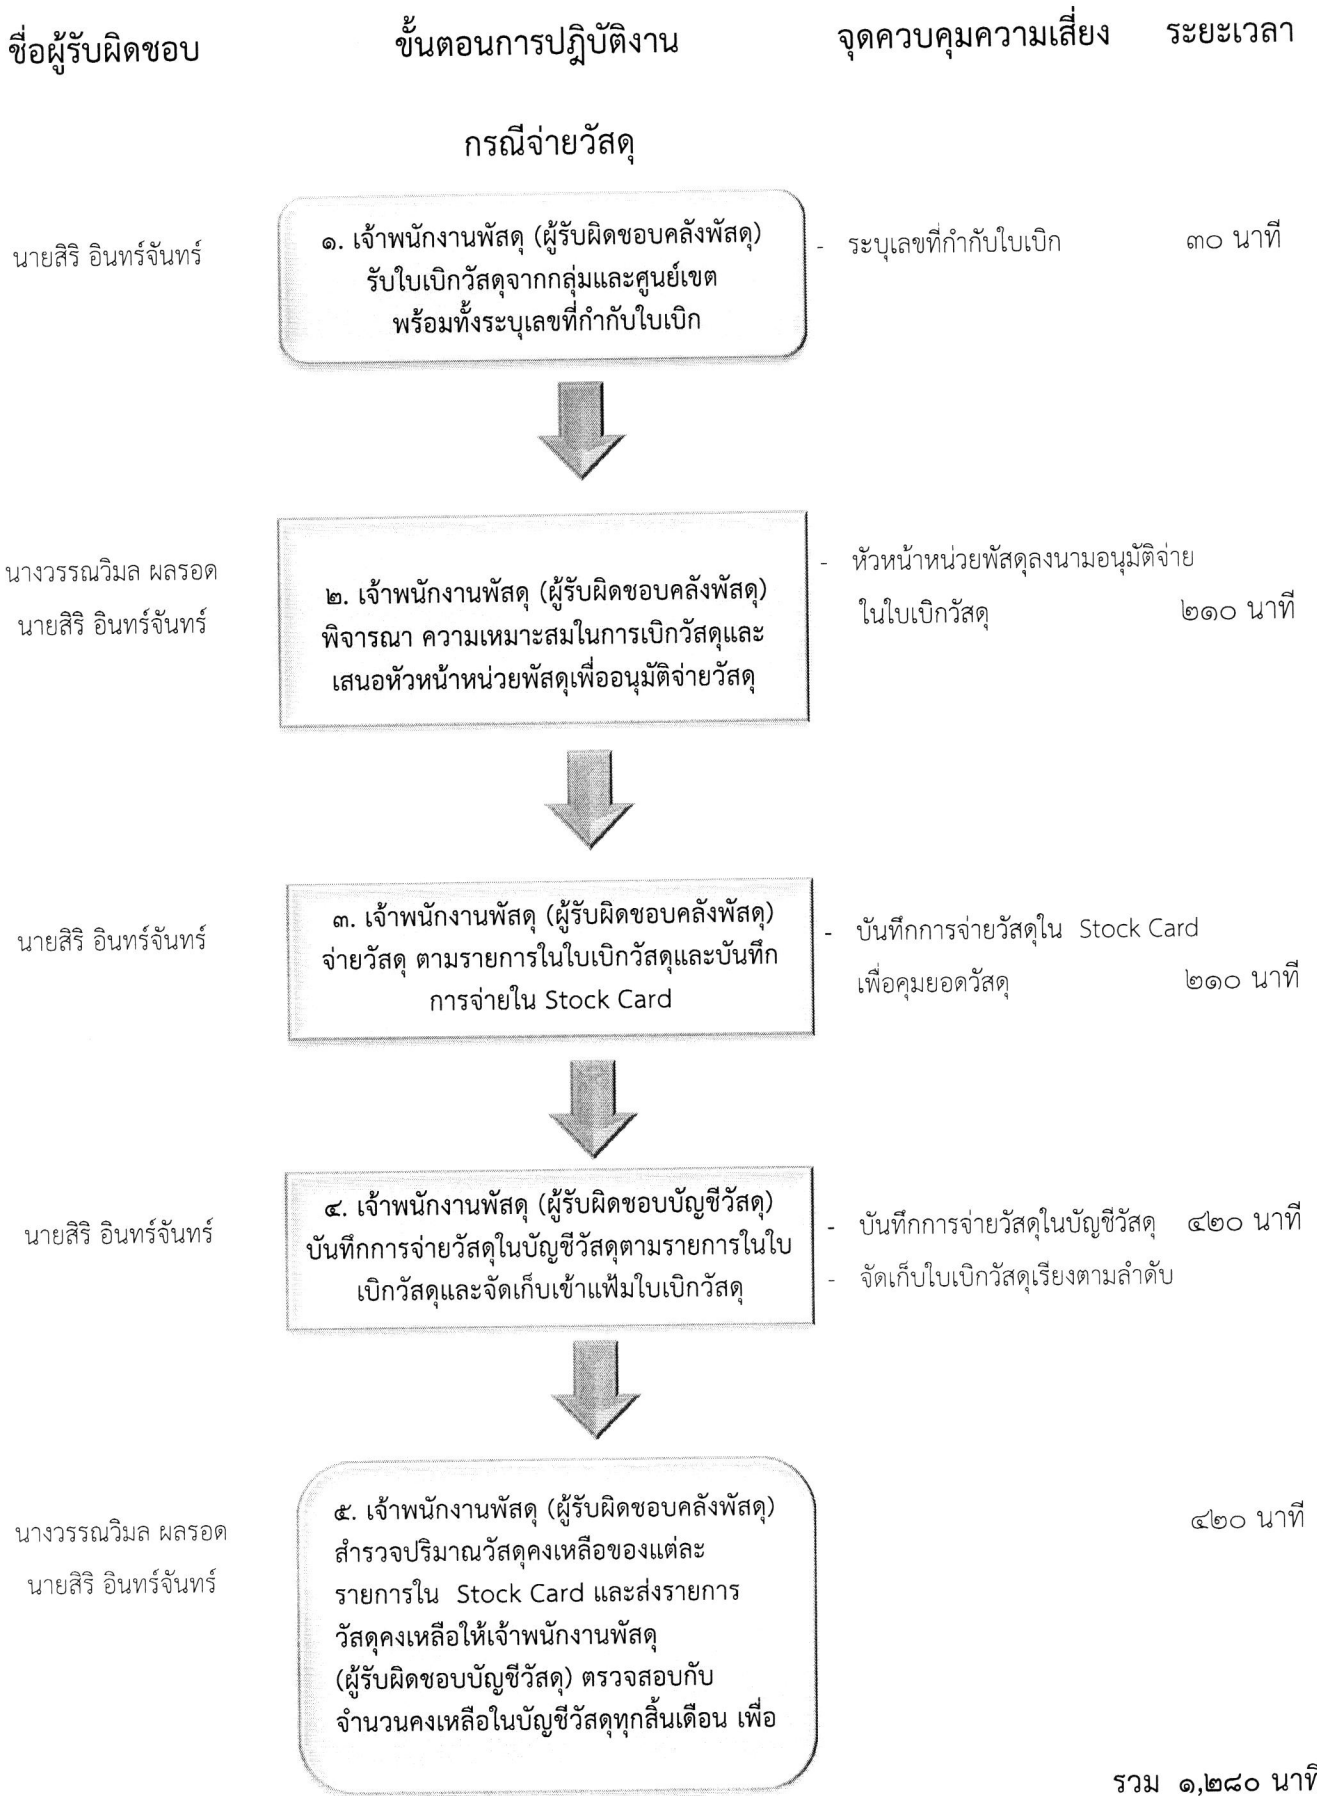 ชื่อผู้รับผิดชอบ ขั้นตอนการปฏิบัติงาน จุดควบคุมความเสี่ยง ระยะเวลา
กรณีจ่ายวัสดุ
นายสิริ อินทร์จันทร์
๑. เจ้าพนักงานพัสดุ (ผู้รับผิดชอบคลังพัสดุ)
รับใบเบิกวัสดุจากกลุ่มและศูนย์เขต
พร้อมทั้งระบุเลขที่กำกับใบเบิก
- ระบุเลขที่กำกับใบเบิก ๓๐ นาที
นางวรรณวิมล ผลรอด
นายสิริ อินทร์จันทร์
๒. เจ้าพนักงานพัสดุ (ผู้รับผิดชอบคลังพัสดุ)
พิจารณา ความเหมาะสมในการเบิกวัสดุและ
เสนอหัวหน้าหน่วยพัสดุเพื่ออนุมัติจ่ายวัสดุ
- หัวหน้าหน่วยพัสดุลงนามอนุมัติจ่าย
ในใบเบิกวัสดุ ๒๑๐ นาที
นายสิริ อินทร์จันทร์
๓. เจ้าพนักงานพัสดุ (ผู้รับผิดชอบคลังพัสดุ)
จ่ายวัสดุ ตามรายการในใบเบิกวัสดุและบันทึก
การจ่ายใน Stock Card
- บันทึกการจ่ายวัสดุใน Stock Card
เพื่อคุมยอดวัสดุ ๒๑๐ นาที
นายสิริ อินทร์จันทร์
๔. เจ้าพนักงานพัสดุ (ผู้รับผิดชอบบัญชีวัสดุ)
บันทึกการจ่ายวัสดุในบัญชีวัสดุตามรายการในใบ
เบิกวัสดุและจัดเก็บเข้าแฟ้มใบเบิกวัสดุ
- บันทึกการจ่ายวัสดุในบัญชีวัสดุ ๔๒๐ นาที
- จัดเก็บใบเบิกวัสดุเรียงตามลำดับ
นางวรรณวิมล ผลรอด
นายสิริ อินทร์จันทร์
๕. เจ้าพนักงานพัสดุ (ผู้รับผิดชอบคลังพัสดุ)
สำรวจปริมาณวัสดุคงเหลือของแต่ละ
รายการใน Stock Card และส่งรายการ
วัสดุคงเหลือให้เจ้าพนักงานพัสดุ
(ผู้รับผิดชอบบัญชีวัสดุ) ตรวจสอบกับ
จำนวนคงเหลือในบัญชีวัสดุทุกสิ้นเดือน เพื่อ
๔๒๐ นาที
รวม ๑,๒๘๐ นาที